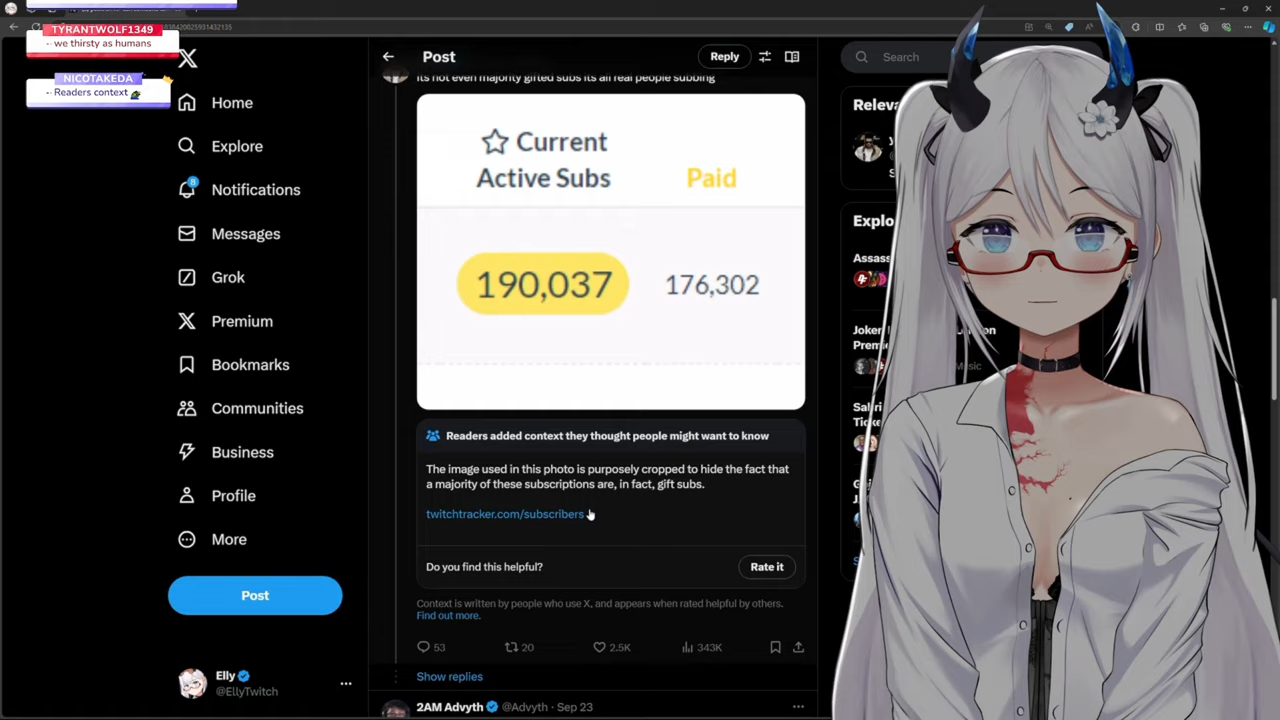 TYRANTWOLF1349
we thirsty as humans
NICOTAKEDA
Readers context
Home
Explore
8
Notifications
Messages
Grok
Premium
Bookmarks
Communities
Business
Profile
More
Post
Elly
@EllyTwitch
Post
Reply
its not even majority gifted subs its all real people subbing
Current
Active Subs
Paid
190,037
176,302
Readers added context they thought people might want to know
The image used in this photo is purposely cropped to hide the fact that
a majority of these subscriptions are, in fact, gift subs.
twitchtracker.com/subscribers
Do you find this helpful?
Rate it
Context is written by people who use X, and appears when rated helpful by others.
Find out more.
53
20
2.5K
343K
Show replies
2AM Advyth
@Advyth · Sep 23
Search